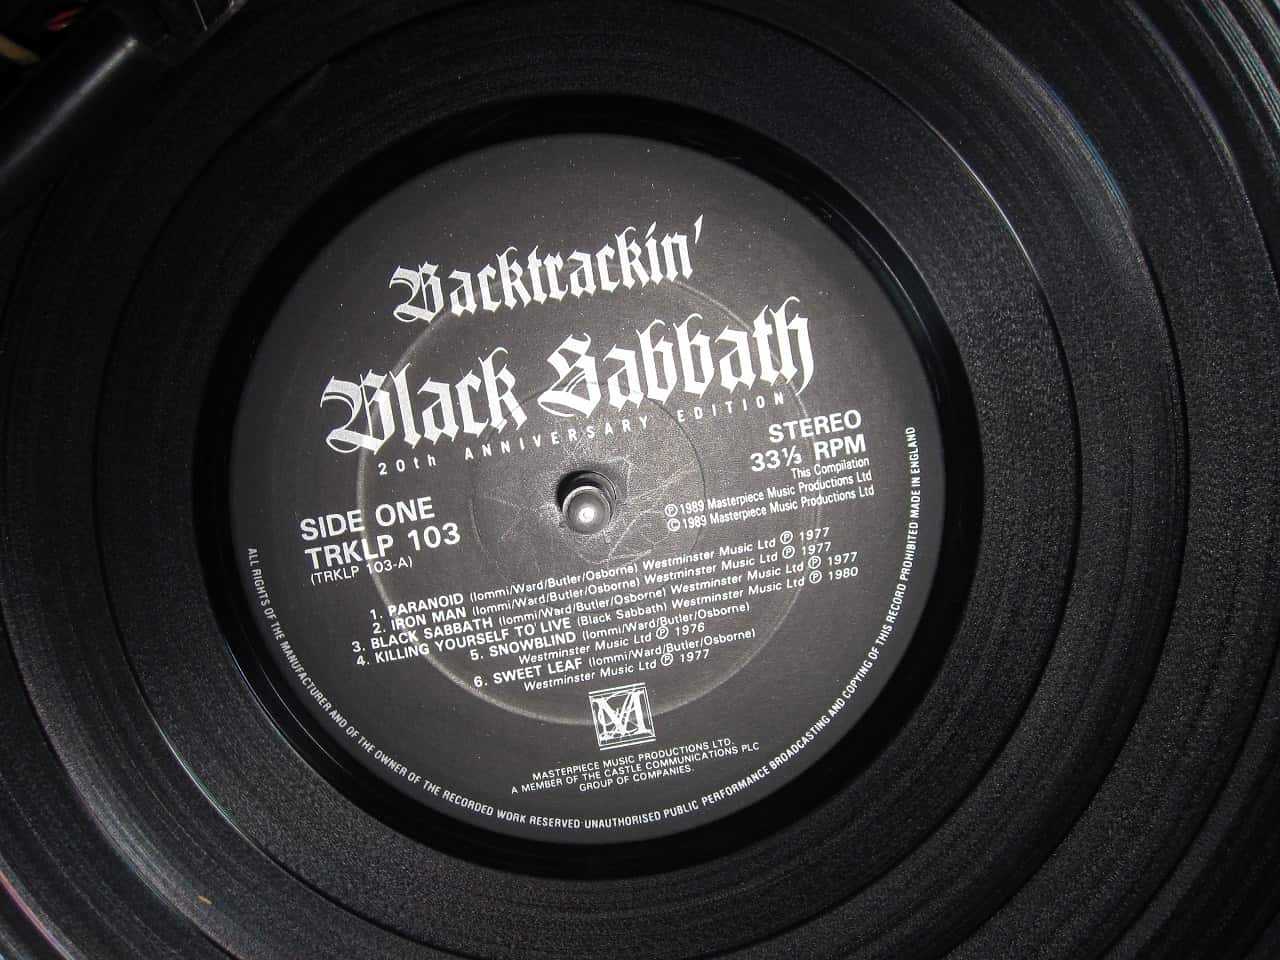 Backtrackin'
Black Sabbath
20th ANNIVERSARY EDITION
STEREO
33⅓ RPM
This Compilation
℗ 1989 Masterpiece Music Productions Ltd
© 1989 Masterpiece Music Productions Ltd
SIDE ONE
TRKLP 103
(TRKLP 103-A)
1. PARANOID (Iommi/Ward/Butler/Osborne) Westminster Music Ltd ℗ 1977
2. IRON MAN (Iommi/Ward/Butler/Osborne) Westminster Music Ltd ℗ 1977
3. BLACK SABBATH (Iommi/Ward/Butler/Osborne) Westminster Music Ltd ℗ 1977
4. KILLING YOURSELF TO LIVE (Black Sabbath) Westminster Music Ltd ℗ 1980
5. SNOWBLIND (Iommi/Ward/Butler/Osborne)
Westminster Music Ltd ℗ 1976
6. SWEET LEAF (Iommi/Ward/Butler/Osborne)
Westminster Music Ltd ℗ 1977
M
MASTERPIECE MUSIC PRODUCTIONS LTD.
A MEMBER OF THE CASTLE COMMUNICATIONS PLC
GROUP OF COMPANIES.
ALL RIGHTS OF THE MANUFACTURER AND OF THE OWNER OF THE RECORDED WORK RESERVED·UNAUTHORISED PUBLIC PERFORMANCE BROADCASTING AND COPYING OF THIS RECORD PROHIBITED·MADE IN ENGLAND